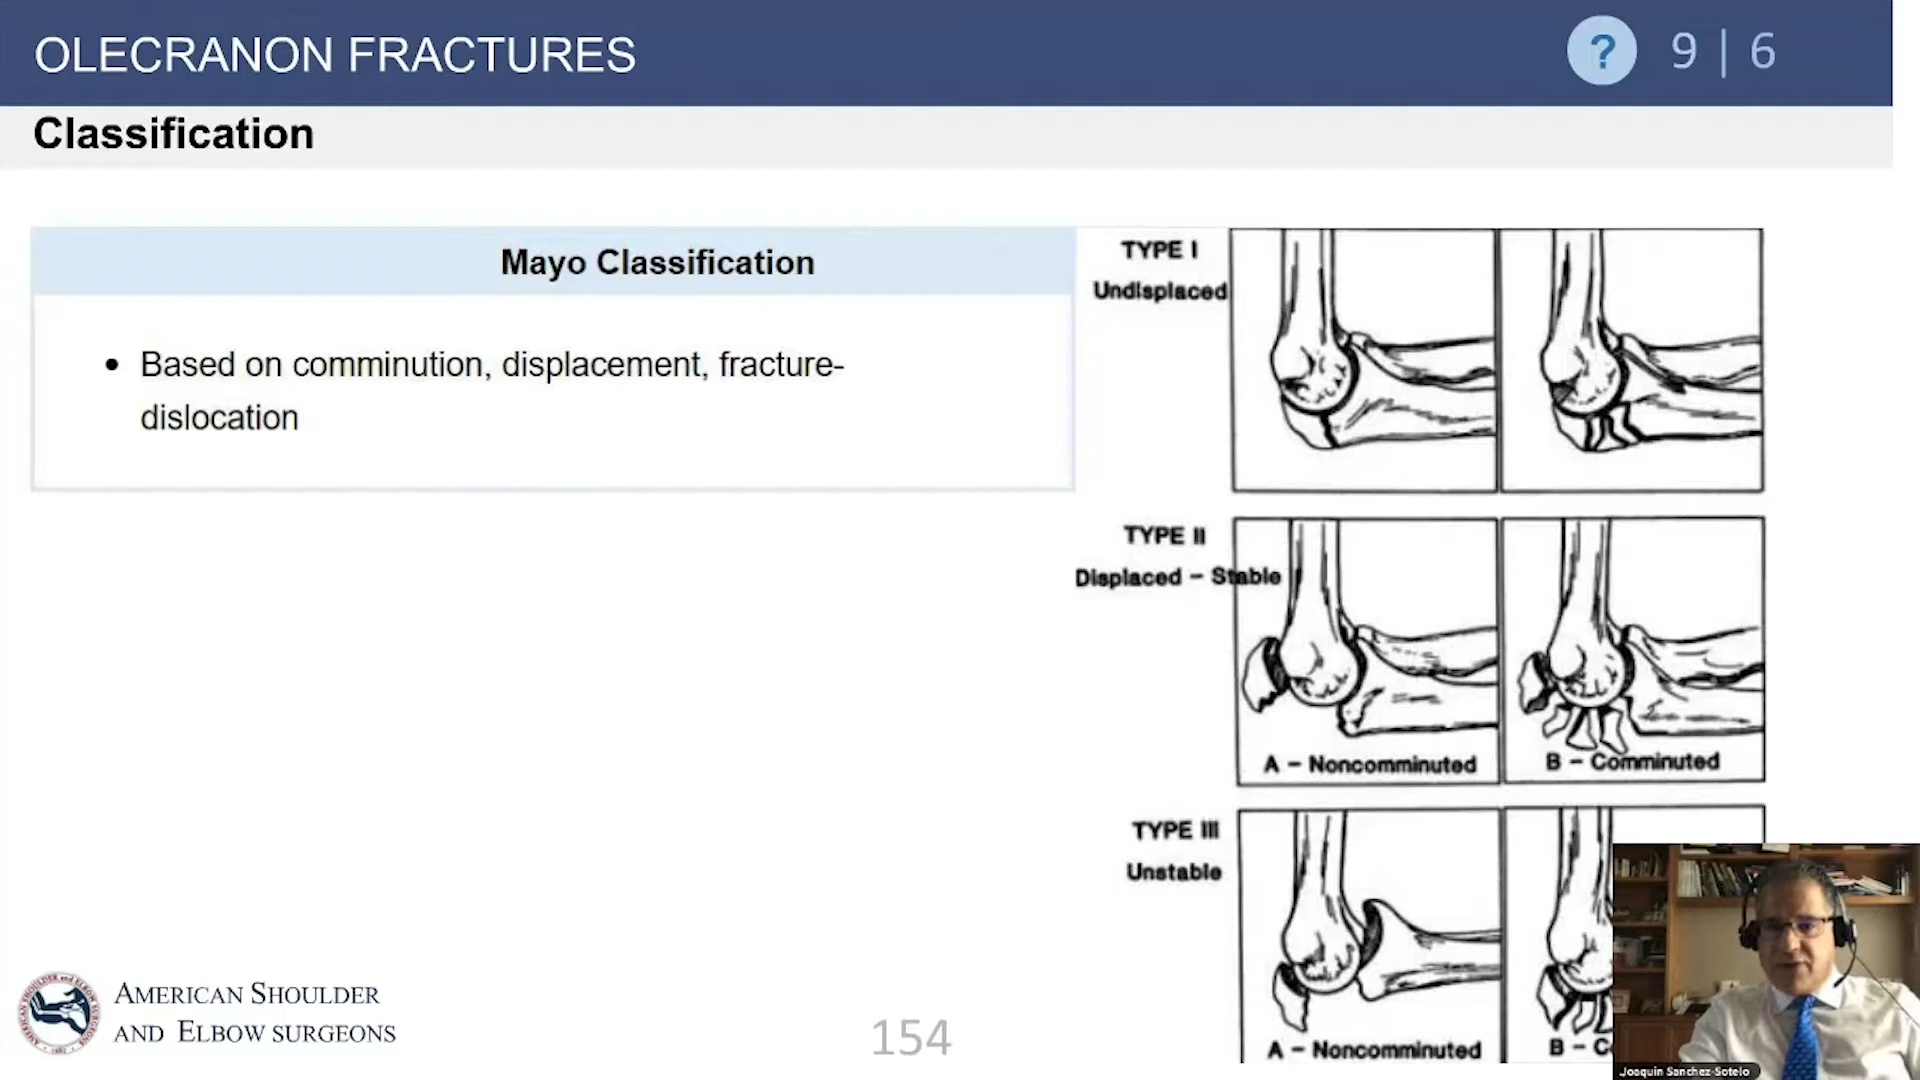 OLECRANON FRACTURES
? 9 | 6
Classification
Mayo Classification
• Based on comminution, displacement, fracture-
dislocation
TYPE I
Undisplaced
TYPE II
Displaced – Stable
A – Noncomminuted
B – Comminuted
TYPE III
Unstable
A – Noncomminuted
B – C
AMERICAN SHOULDER
AND ELBOW SURGEONS
154
Joaquin Sanchez-Sotelo